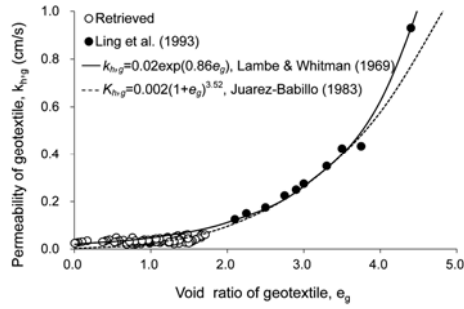 Permeability of geotextile, kₕ₊g (cm/s)
1.0
0.8
0.6
0.4
0.2
0.0
Retrieved
Ling et al. (1993)
kₕ₊g=0.02exp(0.86eg), Lambe & Whitman (1969)
Kₕ₊g=0.002(1+eg)^3.52, Juarez-Babillo (1983)
0.0 1.0 2.0 3.0 4.0 5.0
Void ratio of geotextile, eg